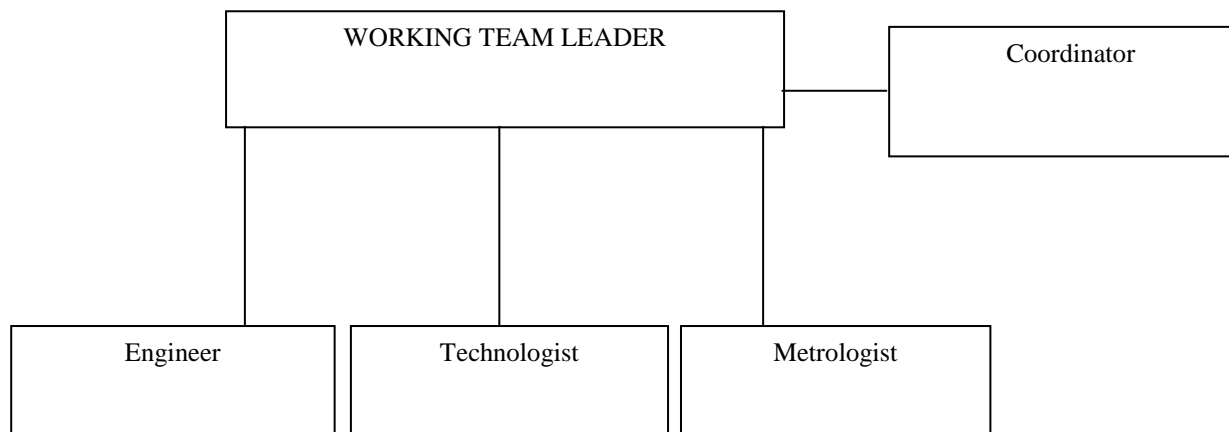 WORKING TEAM LEADER
Coordinator
Engineer
Technologist
Metrologist